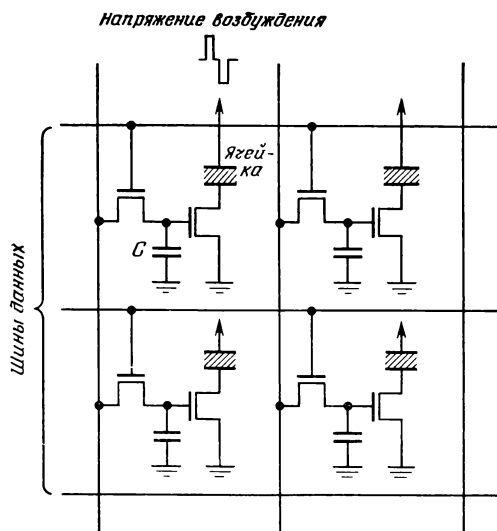 Напряжение возбуждения
Ячей-
ка
C
Шины данных